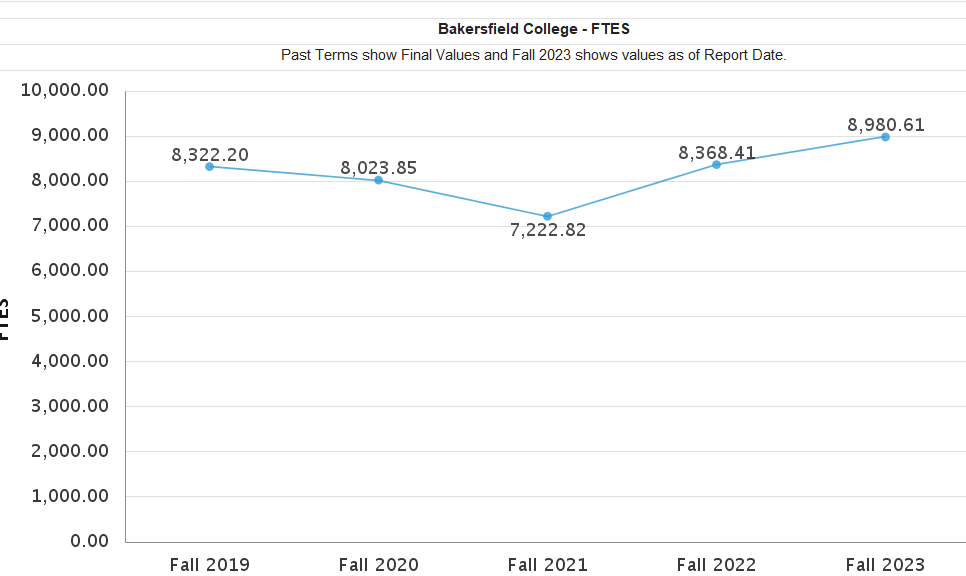 Bakersfield College - FTES
Past Terms show Final Values and Fall 2023 shows values as of Report Date.
10,000.00
9,000.00
8,000.00
7,000.00
6,000.00
5,000.00
4,000.00
3,000.00
2,000.00
1,000.00
0.00
FTES
8,322.20
8,023.85
7,222.82
8,368.41
8,980.61
Fall 2019
Fall 2020
Fall 2021
Fall 2022
Fall 2023